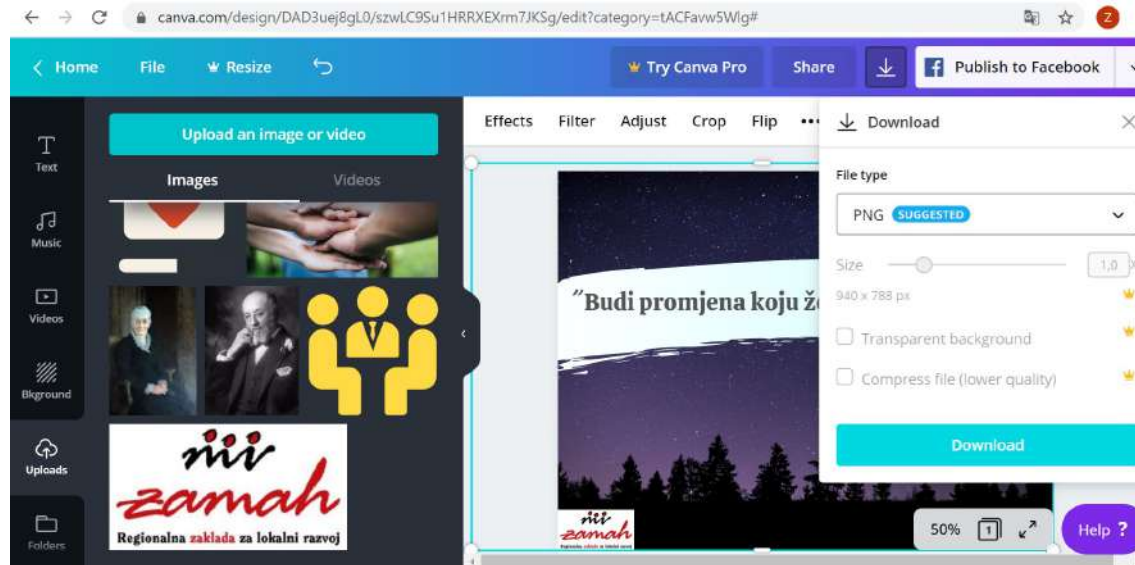 canva.com/design/DAD3uej8gL0/szwLC9Su1HRRXEXrm7JKSg/edit?category=tACFavw5Wlg#
Z
Home File Resize Try Canva Pro Share Publish to Facebook
Text
Music
Videos
Bkground
Uploads
Folders
Upload an image or video
Images Videos
zamah
Regionalna zaklada za lokalni razvoj
Effects Filter Adjust Crop Flip •••
"Budi promjena koju
zamah
50% 1
Help ?
Download
File type
PNG SUGGESTED
Size 1,0 x
940 x 788 px
Transparent background
Compress file (lower quality)
Download